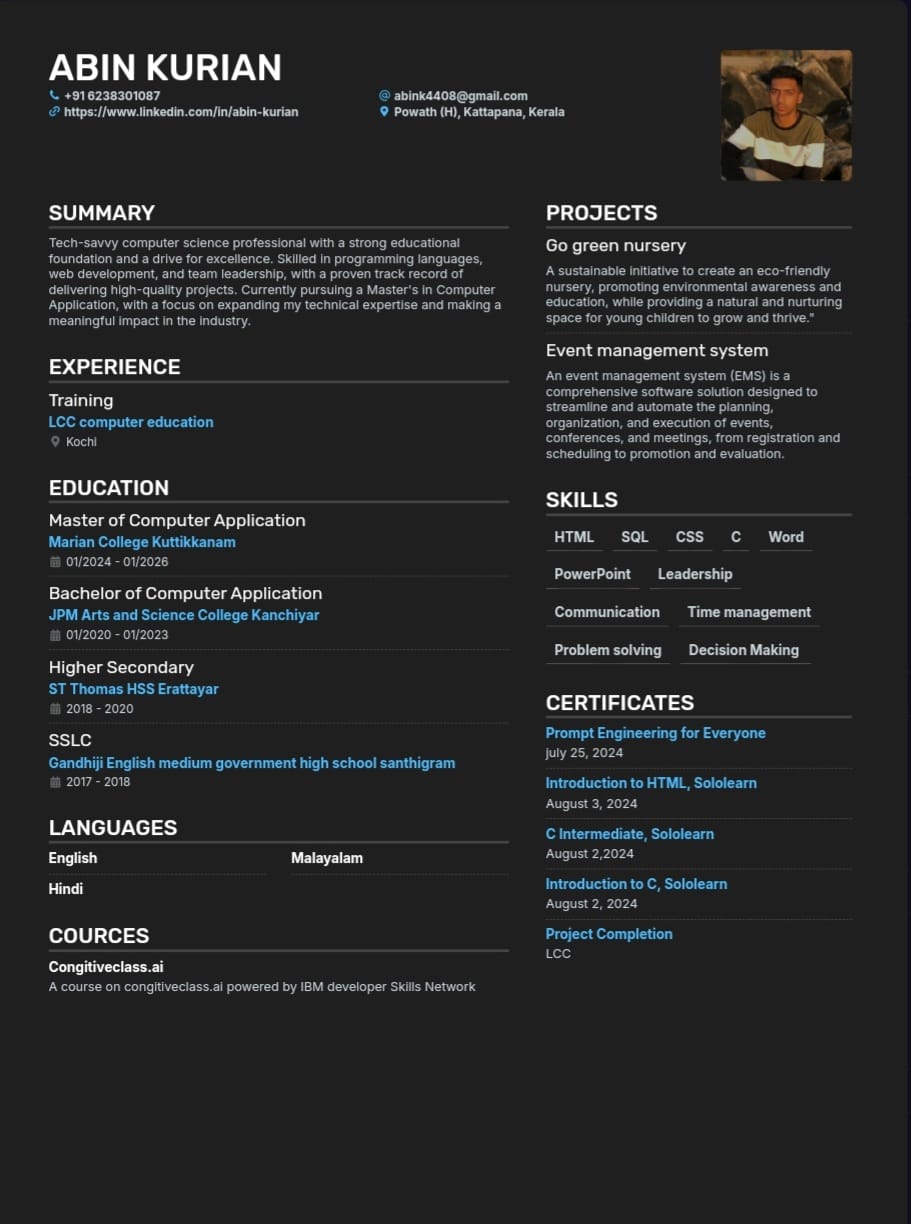 ABIN KURIAN
+91 6238301087
abink4408@gmail.com
https://www.linkedin.com/in/abin-kurian
Powath (H), Kattapana, Kerala
SUMMARY
Tech-savvy computer science professional with a strong educational
foundation and a drive for excellence. Skilled in programming languages,
web development, and team leadership, with a proven track record of
delivering high-quality projects. Currently pursuing a Master's in Computer
Application, with a focus on expanding my technical expertise and making a
meaningful impact in the industry.
EXPERIENCE
Training
LCC computer education
Kochi
EDUCATION
Master of Computer Application
Marian College Kuttikkanam
01/2024 - 01/2026
Bachelor of Computer Application
JPM Arts and Science College Kanchiyar
01/2020 - 01/2023
Higher Secondary
ST Thomas HSS Erattayar
2018 - 2020
SSLC
Gandhiji English medium government high school santhigram
2017 - 2018
LANGUAGES
English
Malayalam
Hindi
COURCES
Congitiveclass.ai
A course on congitiveclass.ai powered by IBM developer Skills Network
PROJECTS
Go green nursery
A sustainable initiative to create an eco-friendly
nursery, promoting environmental awareness and
education, while providing a natural and nurturing
space for young children to grow and thrive."
Event management system
An event management system (EMS) is a
comprehensive software solution designed to
streamline and automate the planning,
organization, and execution of events,
conferences, and meetings, from registration and
scheduling to promotion and evaluation.
SKILLS
HTML SQL CSS C Word
PowerPoint Leadership
Communication Time management
Problem solving Decision Making
CERTIFICATES
Prompt Engineering for Everyone
july 25, 2024
Introduction to HTML, Sololearn
August 3, 2024
C Intermediate, Sololearn
August 2,2024
Introduction to C, Sololearn
August 2, 2024
Project Completion
LCC